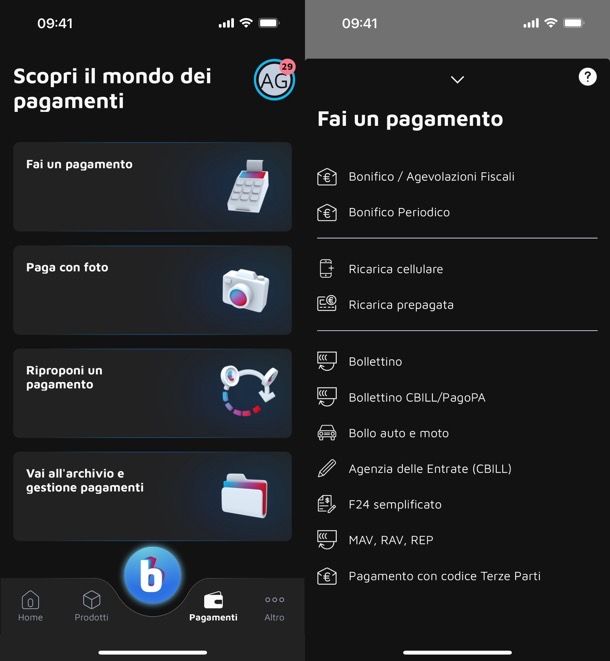 09:41
Scopri il mondo dei
pagamenti
AG
29
Fai un pagamento
Paga con foto
Riproponi un
pagamento
Vai all'archivio e
gestione pagamenti
b
Home
Prodotti
Pagamenti
Altro
09:41
?
Fai un pagamento
Bonifico / Agevolazioni Fiscali
Bonifico Periodico
Ricarica cellulare
Ricarica prepagata
Bollettino
Bollettino CBILL/PagoPA
Bollo auto e moto
Agenzia delle Entrate (CBILL)
F24 semplificato
MAV, RAV, REP
Pagamento con codice Terze Parti